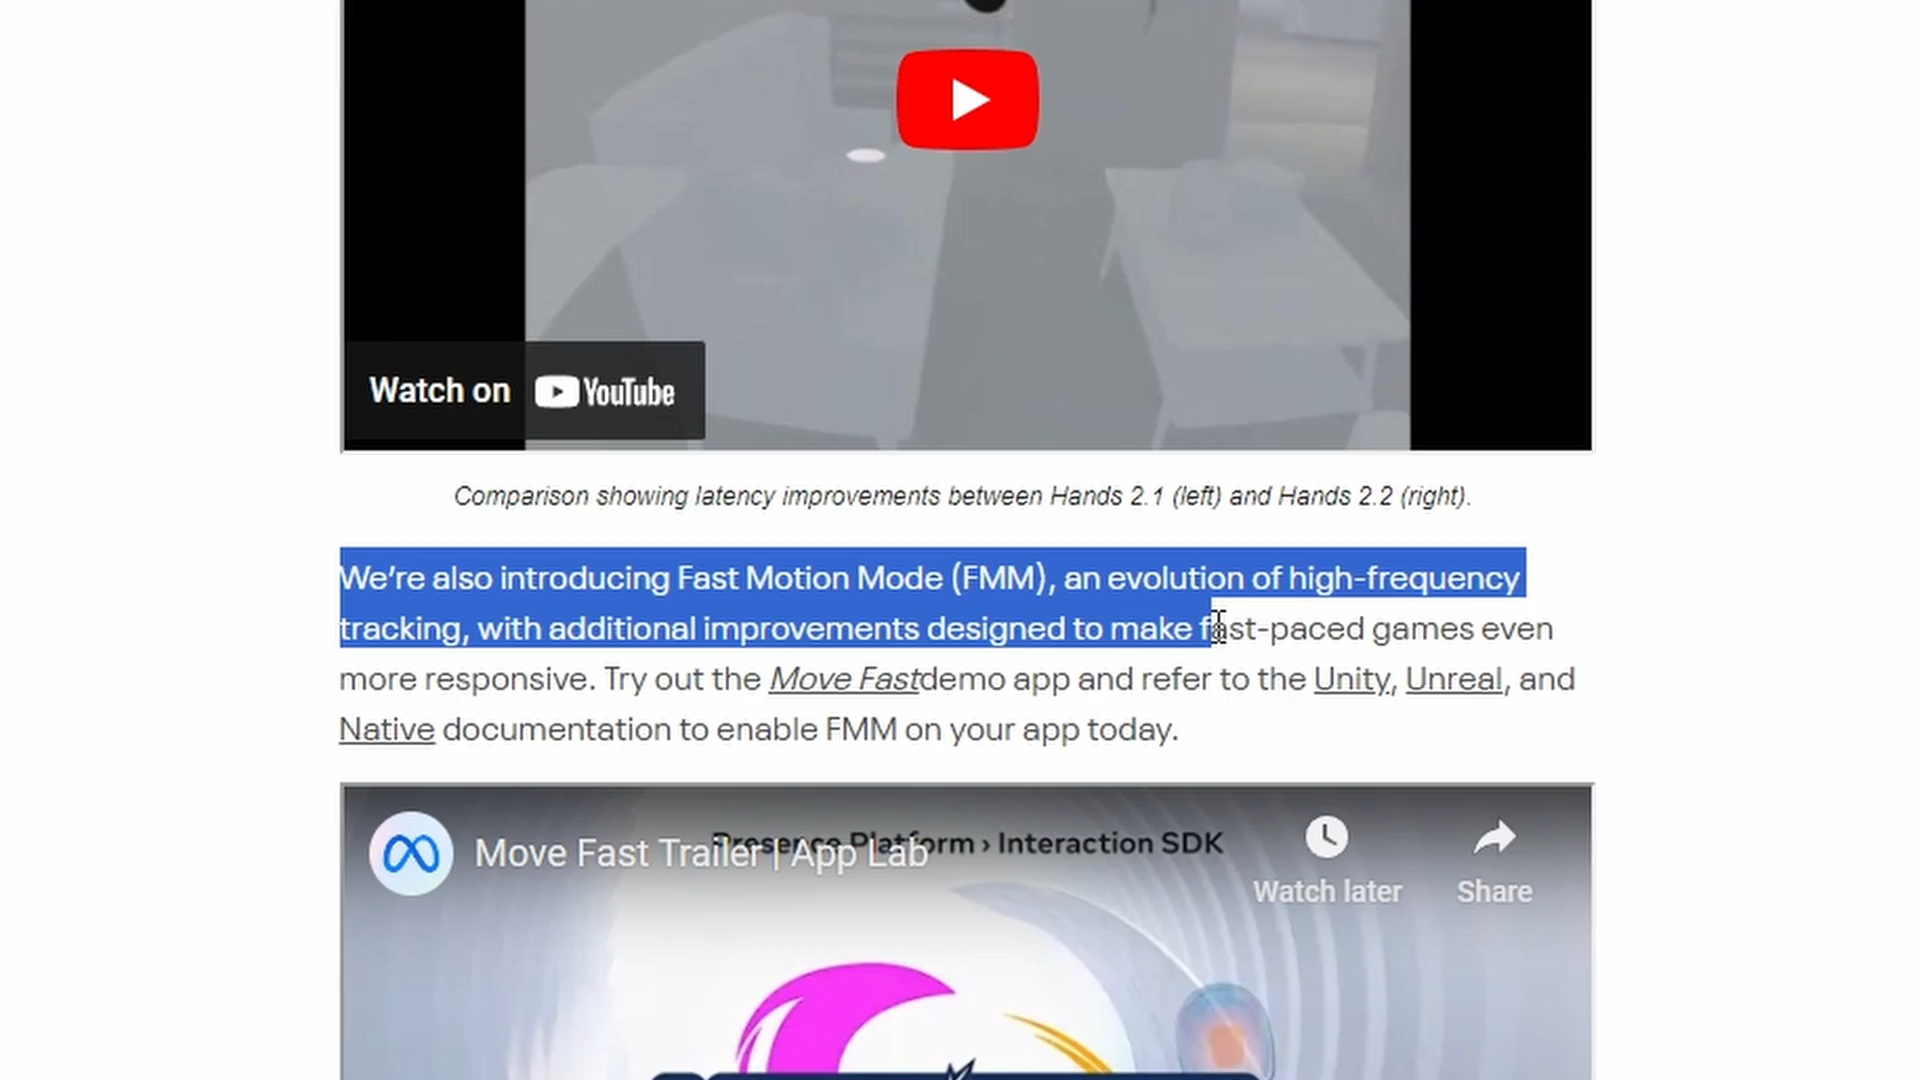 Watch on YouTube
Comparison showing latency improvements between Hands 2.1 (left) and Hands 2.2 (right).
We're also introducing Fast Motion Mode (FMM), an evolution of high-frequency
tracking, with additional improvements designed to make fast-paced games even
more responsive. Try out the Move Fastdemo app and refer to the Unity, Unreal, and
Native documentation to enable FMM on your app today.
Presence Platform › Interaction SDK
Move Fast Trailer | App Lab
Watch later
Share